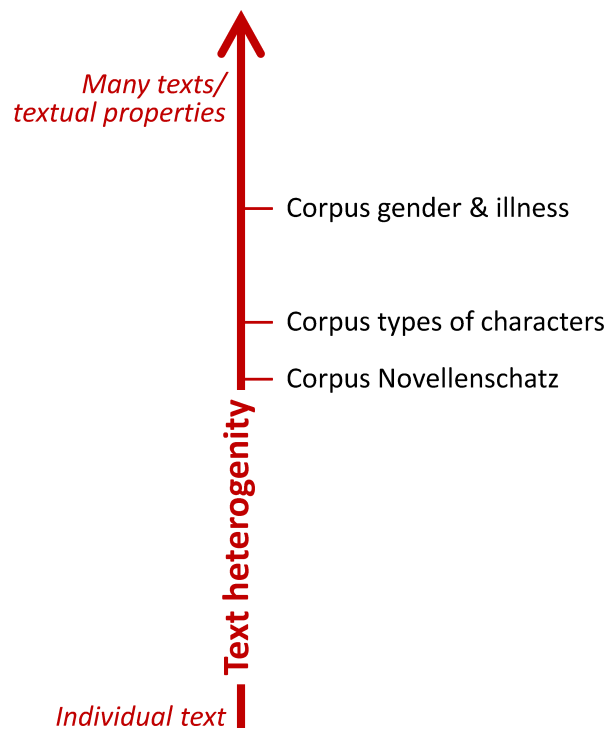 Many texts/
textual properties
Corpus gender & illness
Corpus types of characters
Corpus Novellenschatz
Text heterogenity
Individual text